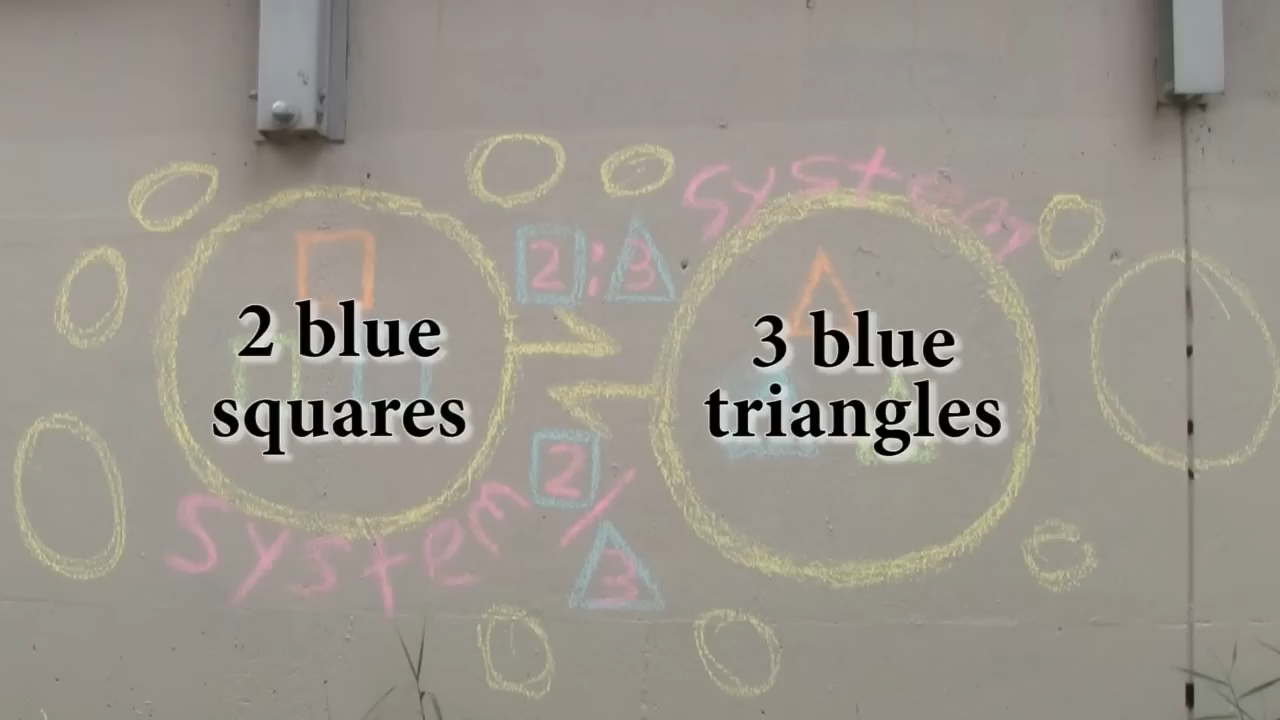 system
2:3
2 blue
squares
3 blue
triangles
2/
3
system